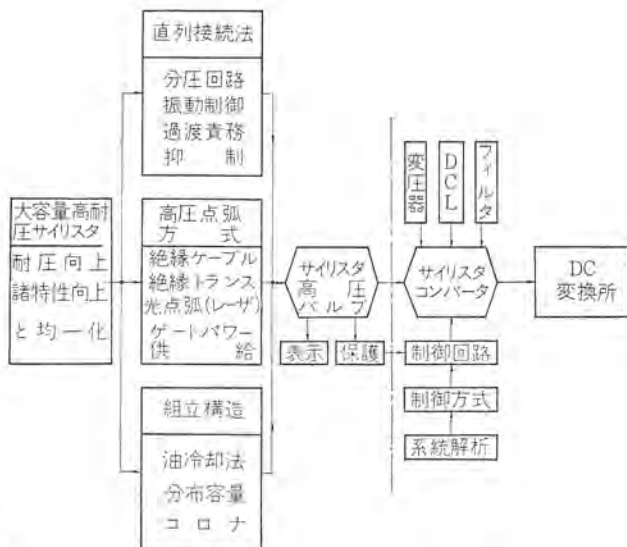 直列接続法
分圧回路
振動制御
過渡責務
抑制
大容量高耐
圧サイリスタ
耐圧向上
諸特性向上
と均一化
高圧点弧
方式
絶縁ケーブル
絶縁トランス
光点弧(レーザ)
ゲートパワー
供給
組立構造
油冷却法
分布容量
コロナ
サイリスタ
高圧
バルブ
表示
保護
変圧器
DCL
フィルタ
サイリスタ
コンバータ
制御回路
制御方式
系統解析
DC
変換所